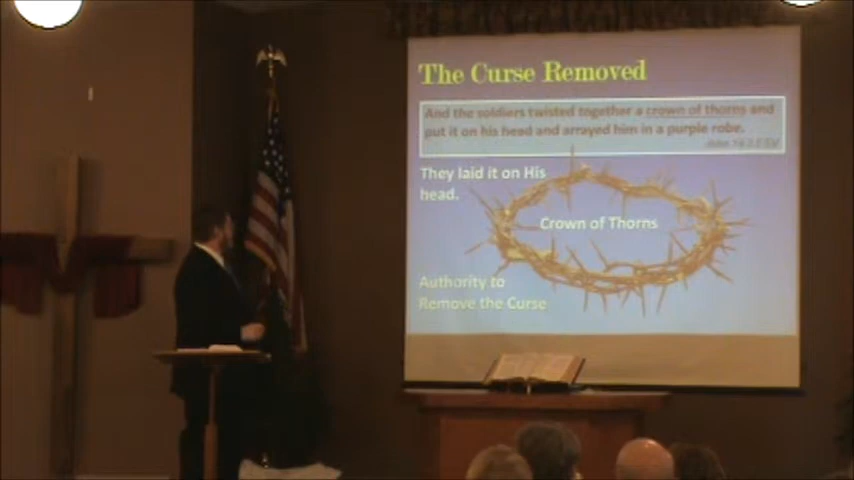 The Curse Removed
And the soldiers twisted together a crown of thorns and
put it on his head and arrayed him in a purple robe.
They laid it on His
head.
Crown of Thorns
Authority to
Remove the Curse